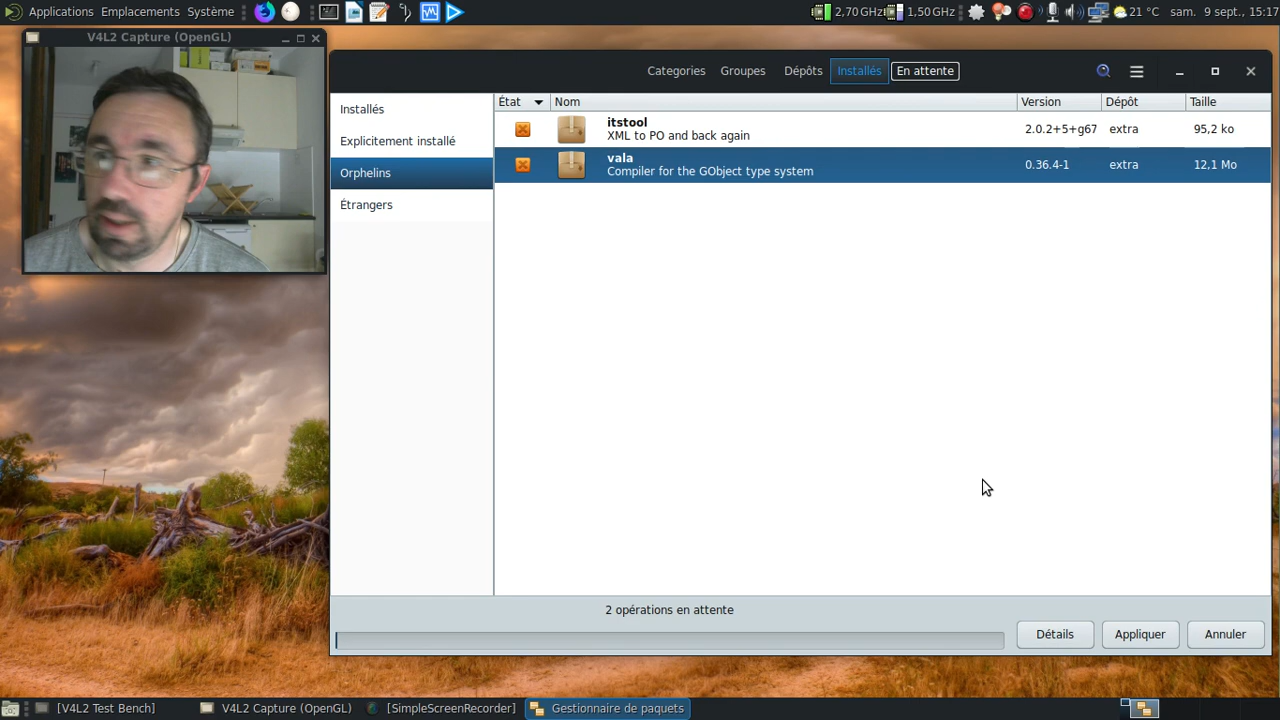 Applications Emplacements Système 2,70 GHz 1,50 GHz 21 °C sam. 9 sept., 15:17
V4L2 Capture (OpenGL)
Categories Groupes Dépôts Installés En attente
Installés
Explicitement installé
Orphelins
Étrangers
État Nom Version Dépôt Taille
itstool
XML to PO and back again
2.0.2+5+g67 extra 95,2 ko
vala
Compiler for the GObject type system
0.36.4-1 extra 12,1 Mo
2 opérations en attente
Détails Appliquer Annuler
[V4L2 Test Bench] V4L2 Capture (OpenGL) [SimpleScreenRecorder] Gestionnaire de paquets